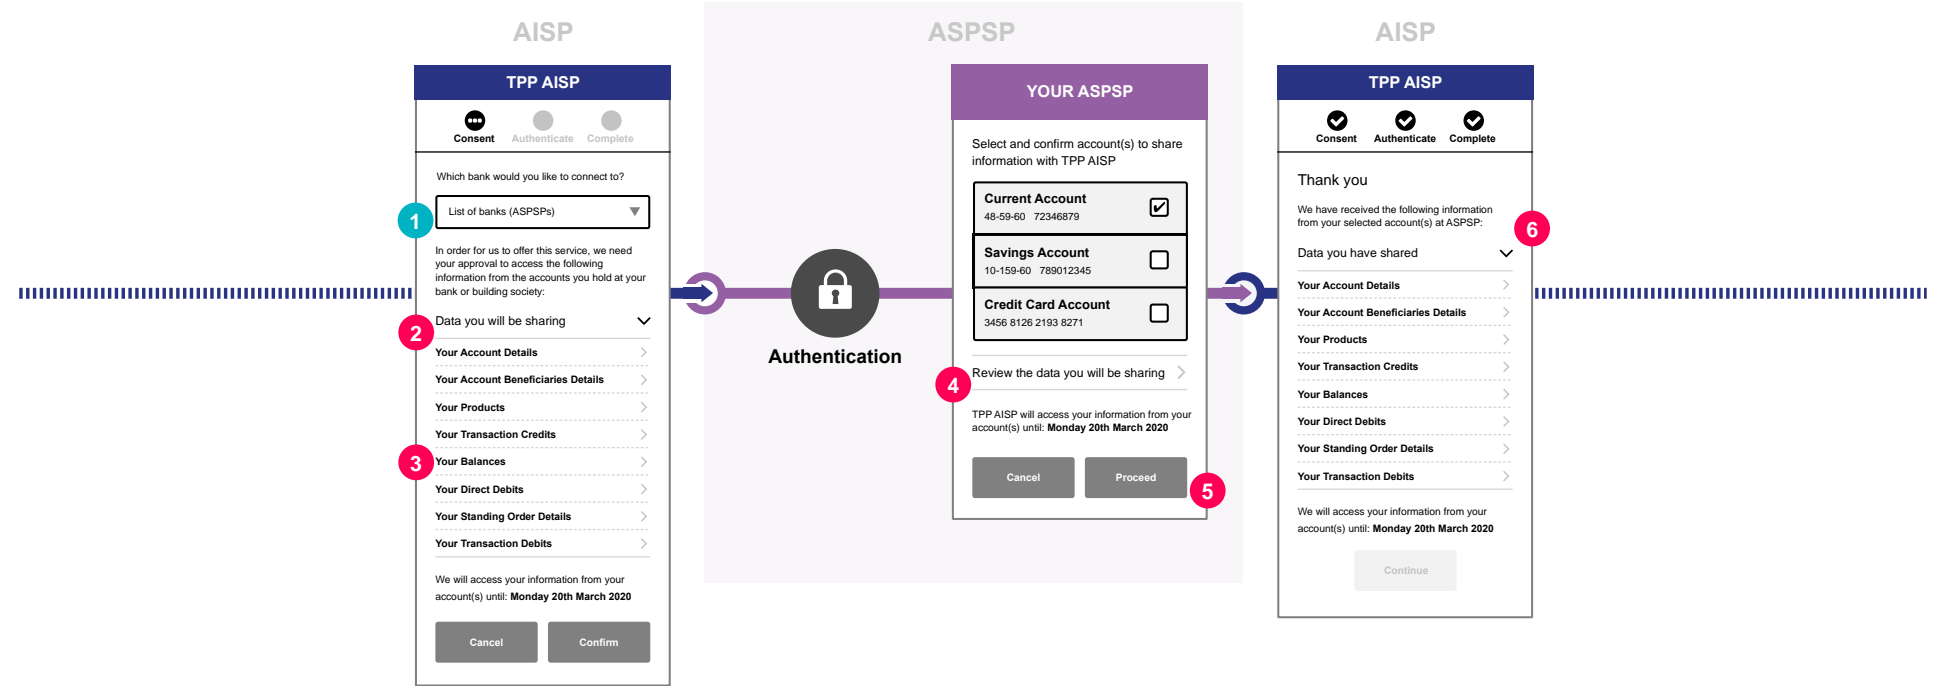 AISP
TPP AISP
Consent Authenticate Complete
Which bank would you like to connect to?
List of banks (ASPSPs)
1
In order for us to offer this service, we need
your approval to access the following
information from the accounts you hold at your
bank or building society:
2
Data you will be sharing
Your Account Details
Your Account Beneficiaries Details
Your Products
Your Transaction Credits
3
Your Balances
Your Direct Debits
Your Standing Order Details
Your Transaction Debits
We will access your information from your
account(s) until: Monday 20th March 2020
Cancel Confirm
ASPSP
Authentication
YOUR ASPSP
Select and confirm account(s) to share
information with TPP AISP
Current Account
48-59-60 72346879
Savings Account
10-159-60 789012345
Credit Card Account
3456 8126 2193 8271
4
Review the data you will be sharing
TPP AISP will access your information from your
account(s) until: Monday 20th March 2020
Cancel Proceed
5
AISP
TPP AISP
Consent Authenticate Complete
Thank you
We have received the following information
from your selected account(s) at ASPSP:
6
Data you have shared
Your Account Details
Your Account Beneficiaries Details
Your Products
Your Transaction Credits
Your Balances
Your Direct Debits
Your Standing Order Details
Your Transaction Debits
We will access your information from your
account(s) until: Monday 20th March 2020
Continue